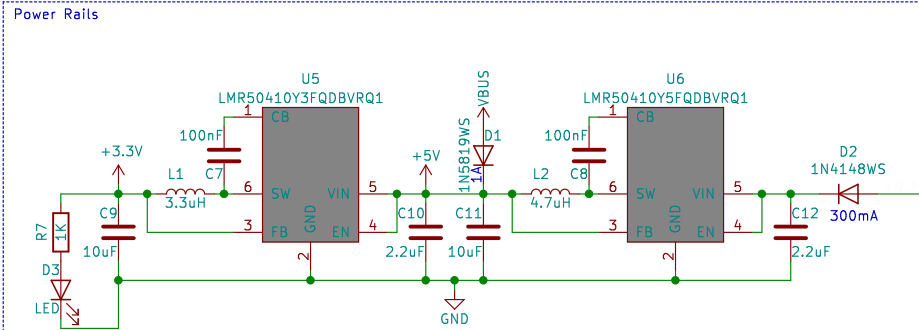 Power Rails
U5
LMR50410Y3FQDBVRQ1
U6
LMR50410Y5FQDBVRQ1
VBUS
1
CB
1
CB
100nF
C7
1N5819WS
1A
D1
100nF
C8
+3.3V
+5V
D2
1N4148WS
L1
3.3uH
6
SW
VIN
5
L2
4.7uH
6
SW
VIN
5
300mA
R7
1K
C9
10uF
3
FB
GND
2
EN
4
C10
2.2uF
C11
10uF
3
FB
GND
2
EN
4
C12
2.2uF
D3
LED
GND